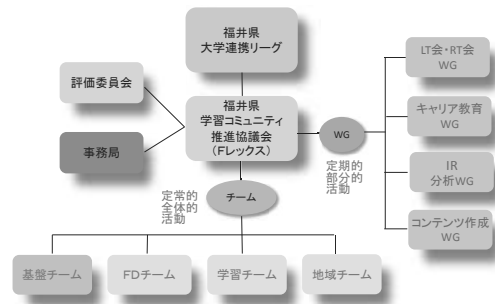 福井県
大学連携リーグ
評価委員会
事務局
福井県
学習コミュニティ
推進協議会
(Fレックス)
WG
定期的
部分的
活動
LT会・RT会
WG
キャリア教育
WG
IR
分析WG
コンテンツ作成
WG
定常的
全体的
活動
チーム
基盤チーム
FDチーム
学習チーム
地域チーム